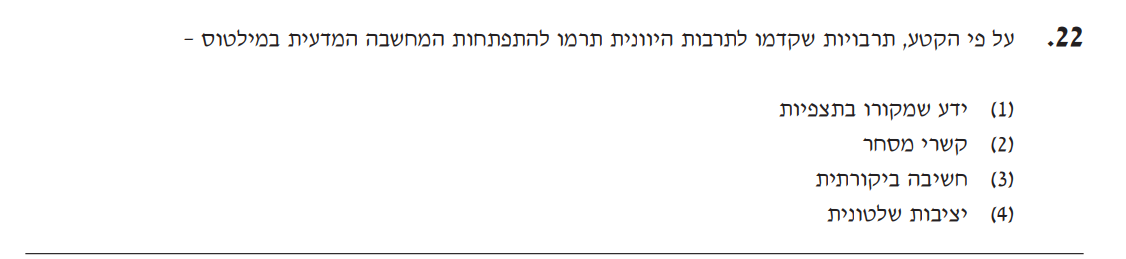 22. על פי הקטע, תרבויות שקדמו לתרבות היוונית תרמו להתפתחות המחשבה המדעית במילטוס –
(1) ידע שמקורו בתצפיות
(2) קשרי מסחר
(3) חשיבה ביקורתית
(4) יציבות שלטונית